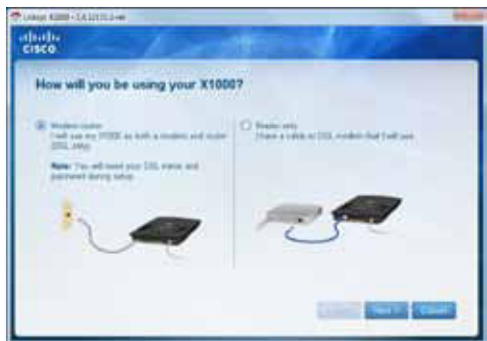 CISCO
How will you be using your X1000?
Modem router
I will use my X1000 as both a modem and router
(DSL only).
Note: You will need your DSL name and
password during setup.
Router only
I have a cable or DSL modem that I will use.
Next
Cancel